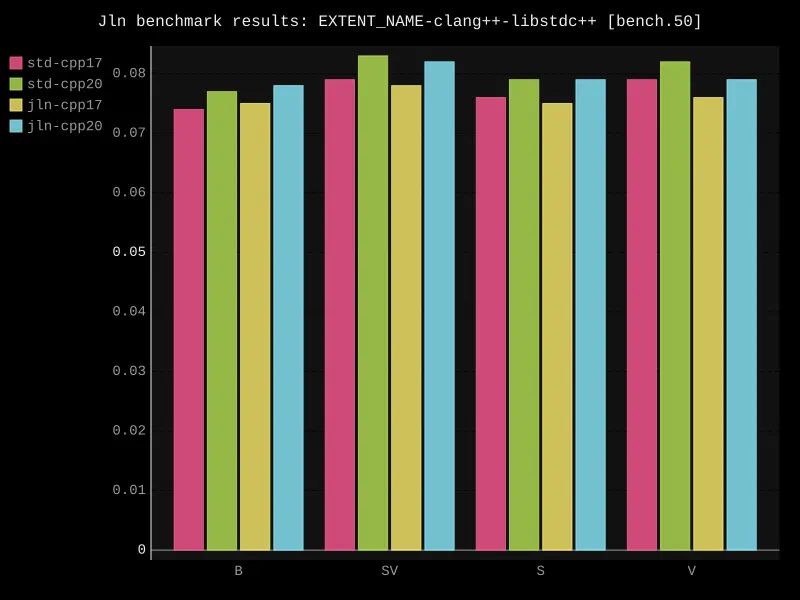 Jln benchmark results: EXTENT_NAME-clang++-libstdc++ [bench.50]
std-cpp17
std-cpp20
jln-cpp17
jln-cpp20
0.08
0.07
0.06
0.05
0.04
0.03
0.02
0.01
0
B SV S V